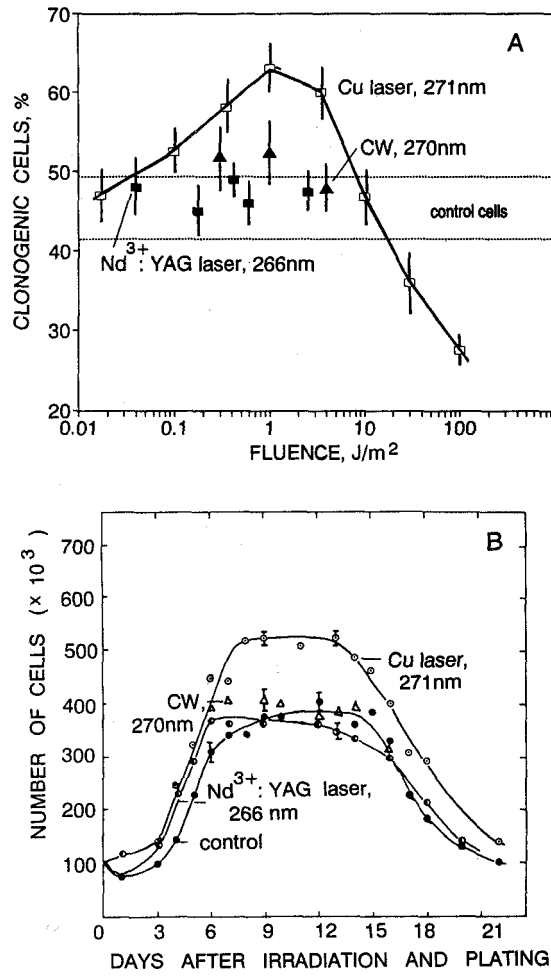 A
70
60
50
40
30
20
CLONOGENIC CELLS, %
Cu laser, 271nm
CW, 270nm
control cells
Nd3+: YAG laser, 266nm
0.01 0.1 1 10 100
FLUENCE, J/m2
B
700
600
500
400
300
200
100
NUMBER OF CELLS (× 10³)
Cu laser,
271nm
CW,
270nm
Nd3+: YAG laser,
266 nm
control
0 3 6 9 12 15 18 21
DAYS AFTER IRRADIATION AND PLATING